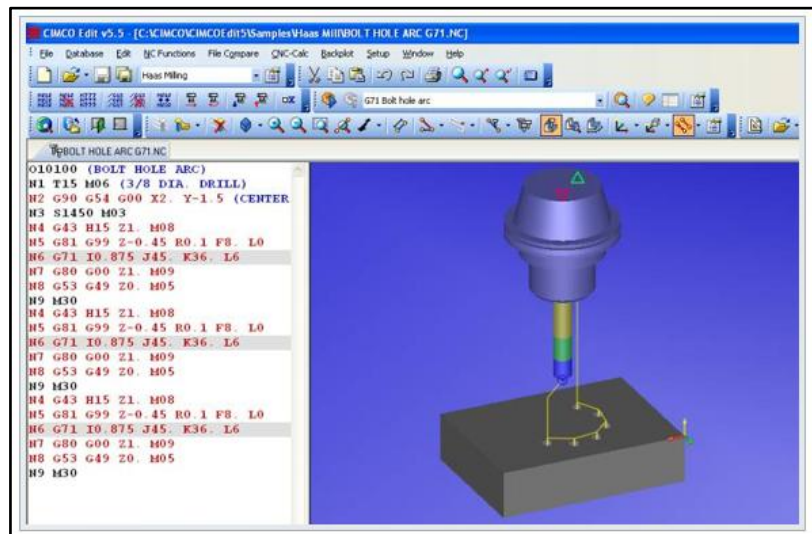 CIMCO Edit v5.5 - [C:\CIMCO\CIMCOEdit5\Samples\Haas Mill\BOLT HOLE ARC G71.NC]
File Database Edit NC Functions File Compare CNC-Calc Backplot Setup Window Help
Haas Milling
G71 Bolt hole arc
BOLT HOLE ARC G71.NC
O10100 (BOLT HOLE ARC)
N1 T15 M06 (3/8 DIA. DRILL)
N2 G90 G54 G00 X2. Y-1.5 (CENTER
N3 S1450 M03
N4 G43 H15 Z1. M08
N5 G81 G99 Z-0.45 R0.1 F8. L0
N6 G71 I0.875 J45. K36. L6
N7 G80 G00 Z1. M09
N8 G53 G49 Z0. M05
N9 M30
N4 G43 H15 Z1. M08
N5 G81 G99 Z-0.45 R0.1 F8. L0
N6 G71 I0.875 J45. K36. L6
N7 G80 G00 Z1. M09
N8 G53 G49 Z0. M05
N9 M30
N4 G43 H15 Z1. M08
N5 G81 G99 Z-0.45 R0.1 F8. L0
N6 G71 I0.875 J45. K36. L6
N7 G80 G00 Z1. M09
N8 G53 G49 Z0. M05
N9 M30